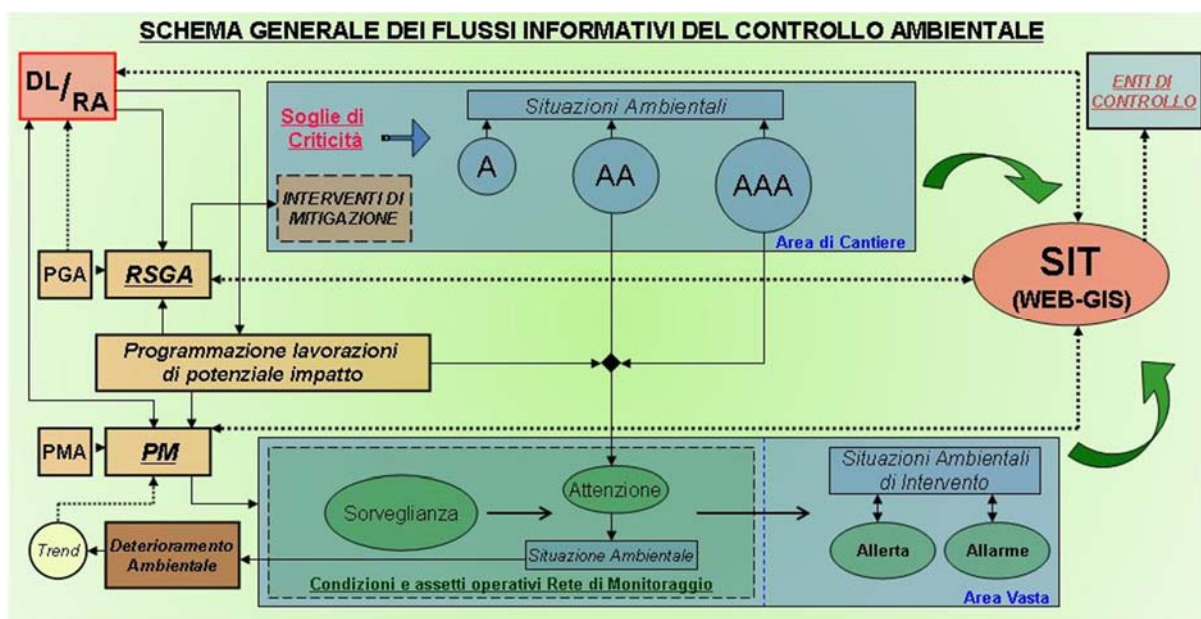 SCHEMA GENERALE DEI FLUSSI INFORMATIVI DEL CONTROLLO AMBIENTALE
DL/RA
ENTI DI
CONTROLLO
Situazioni Ambientali
Soglie di
Criticità
A
AA
AAA
INTERVENTI DI
MITIGAZIONE
Area di Cantiere
PGA
RSGA
SIT
(WEB-GIS)
Programmazione lavorazioni
di potenziale impatto
PMA
PM
Situazioni Ambientali
di Intervento
Sorveglianza
Attenzione
Allerta
Allarme
Trend
Deterioramento
Ambientale
Situazione Ambientale
Condizioni e assetti operativi Rete di Monitoraggio
Area Vasta